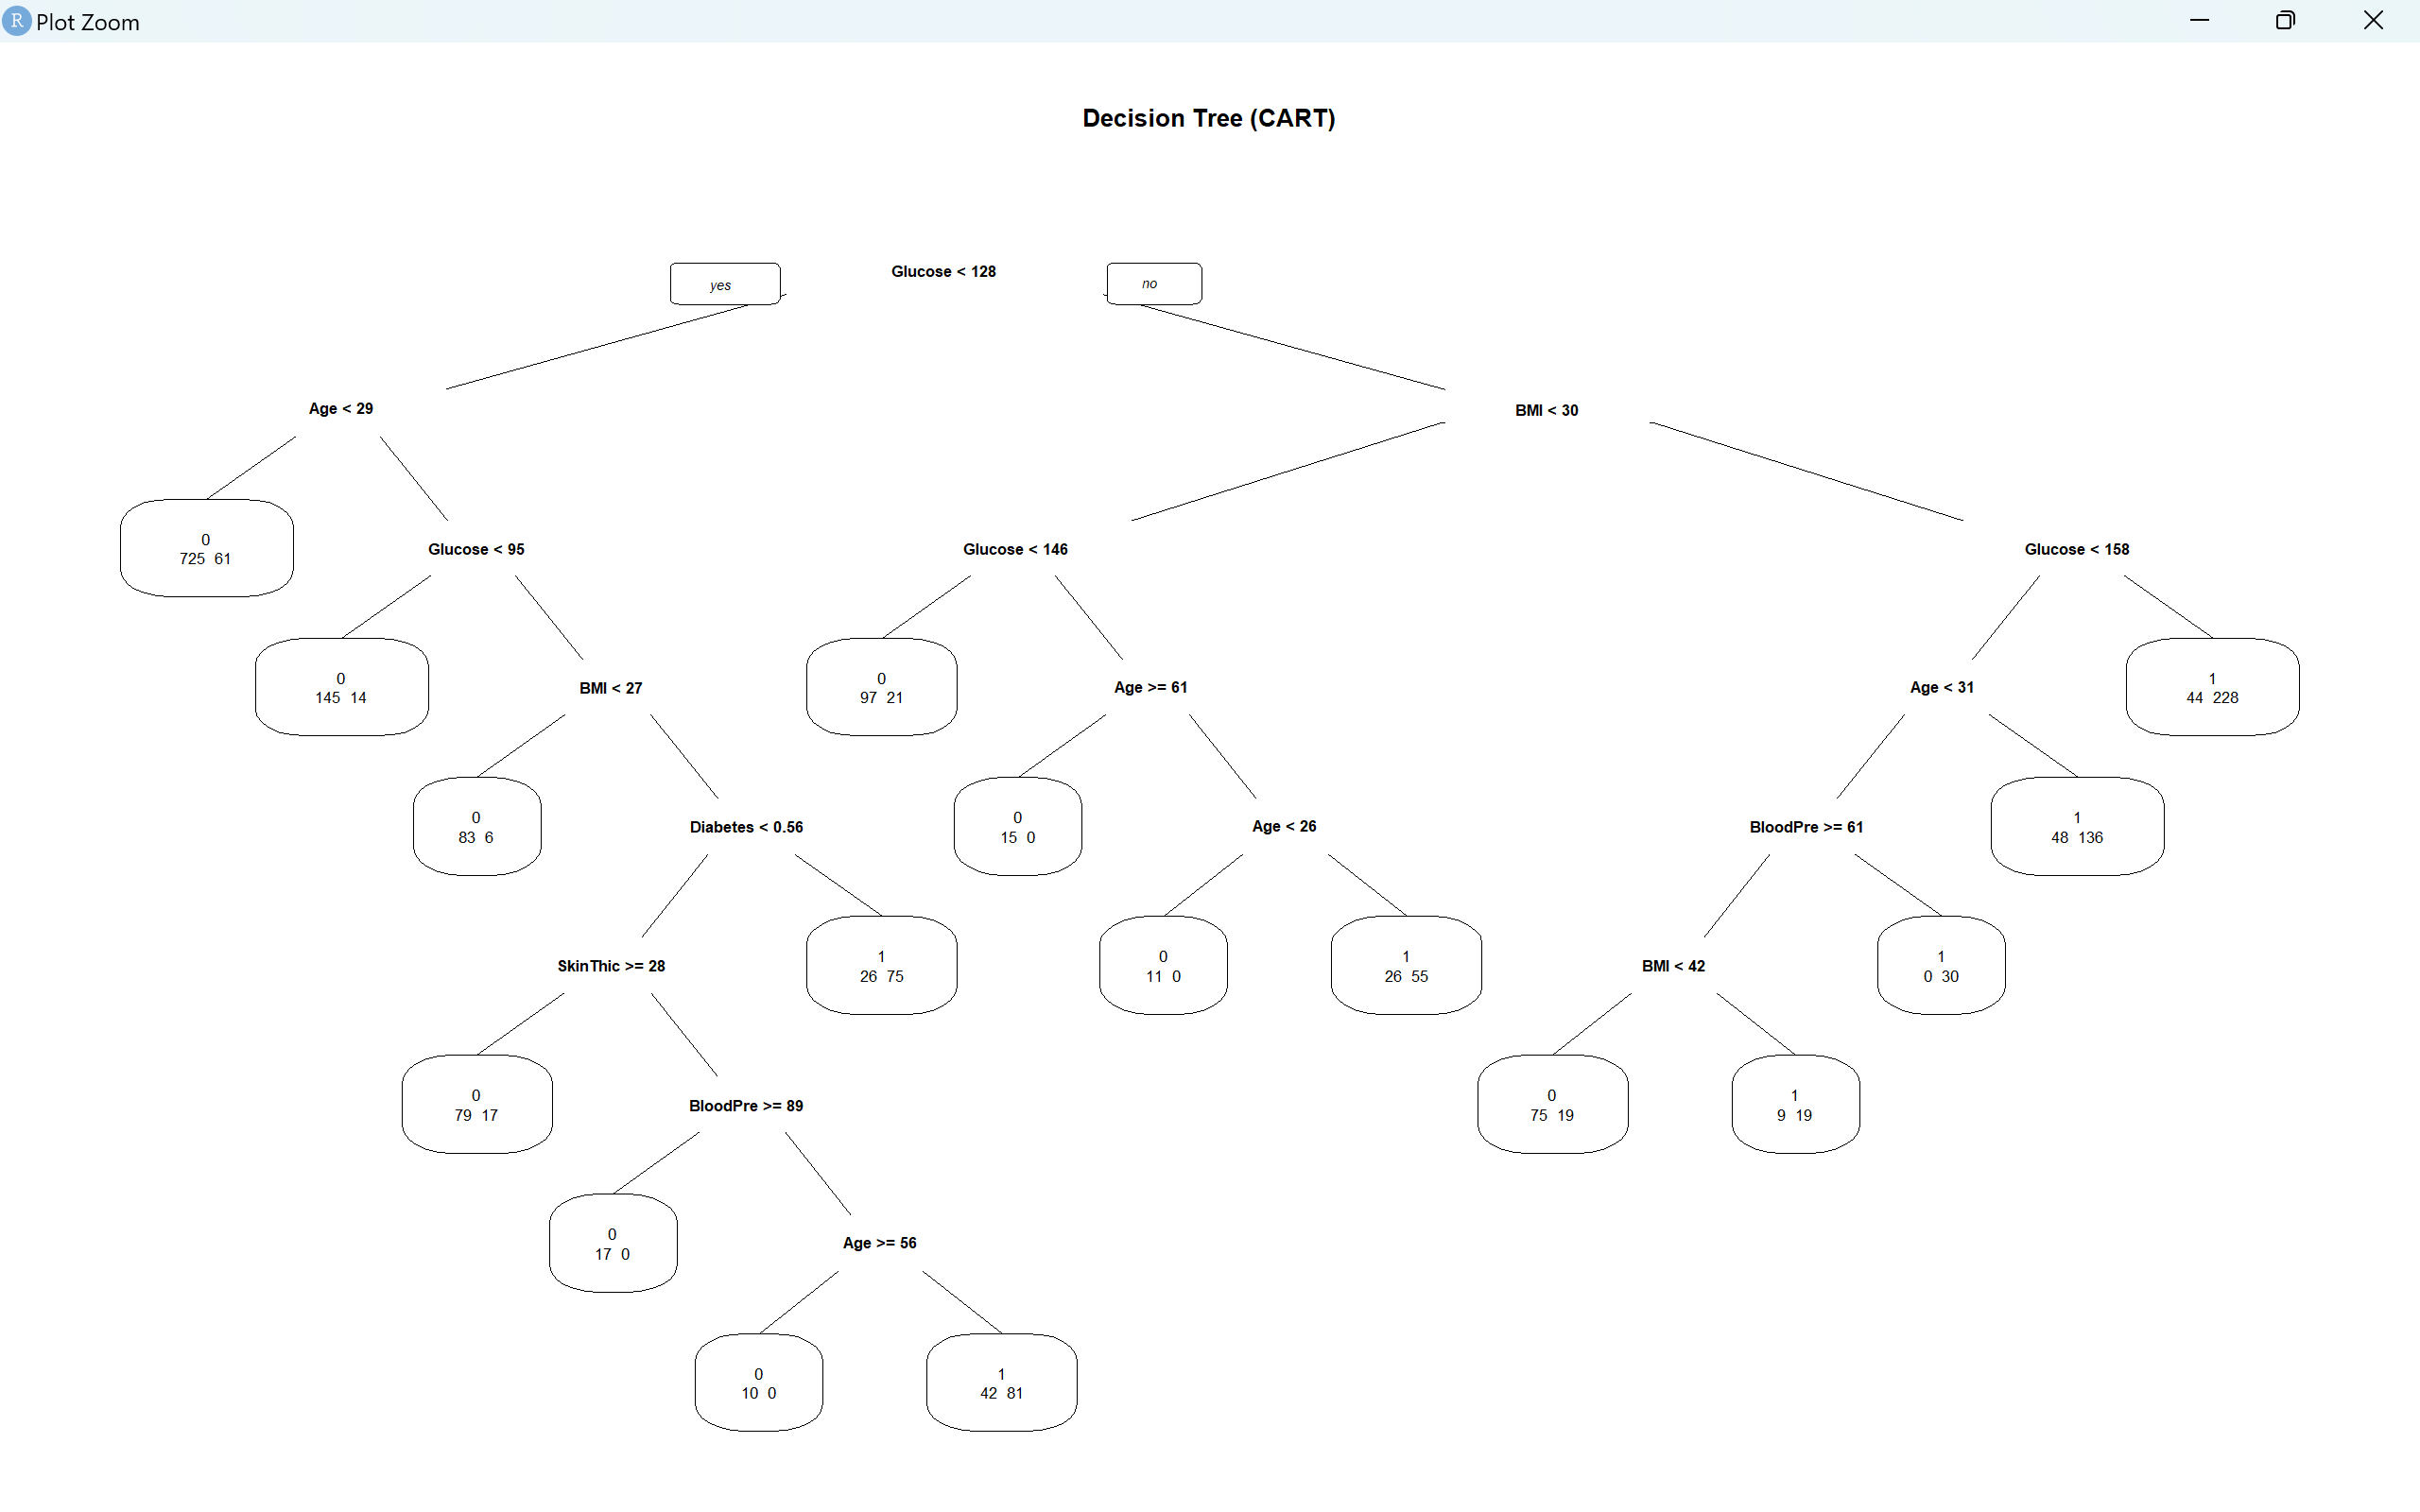 R Plot Zoom
Decision Tree (CART)
yes
Glucose < 128
no
Age < 29
BMI < 30
0
725 61
Glucose < 95
Glucose < 146
Glucose < 158
0
145 14
BMI < 27
0
97 21
Age >= 61
Age < 31
1
44 228
0
83 6
Diabetes < 0.56
0
15 0
Age < 26
BloodPre >= 61
1
48 136
SkinThic >= 28
1
26 75
0
11 0
1
26 55
BMI < 42
1
0 30
0
79 17
BloodPre >= 89
0
75 19
1
9 19
0
17 0
Age >= 56
0
10 0
1
42 81